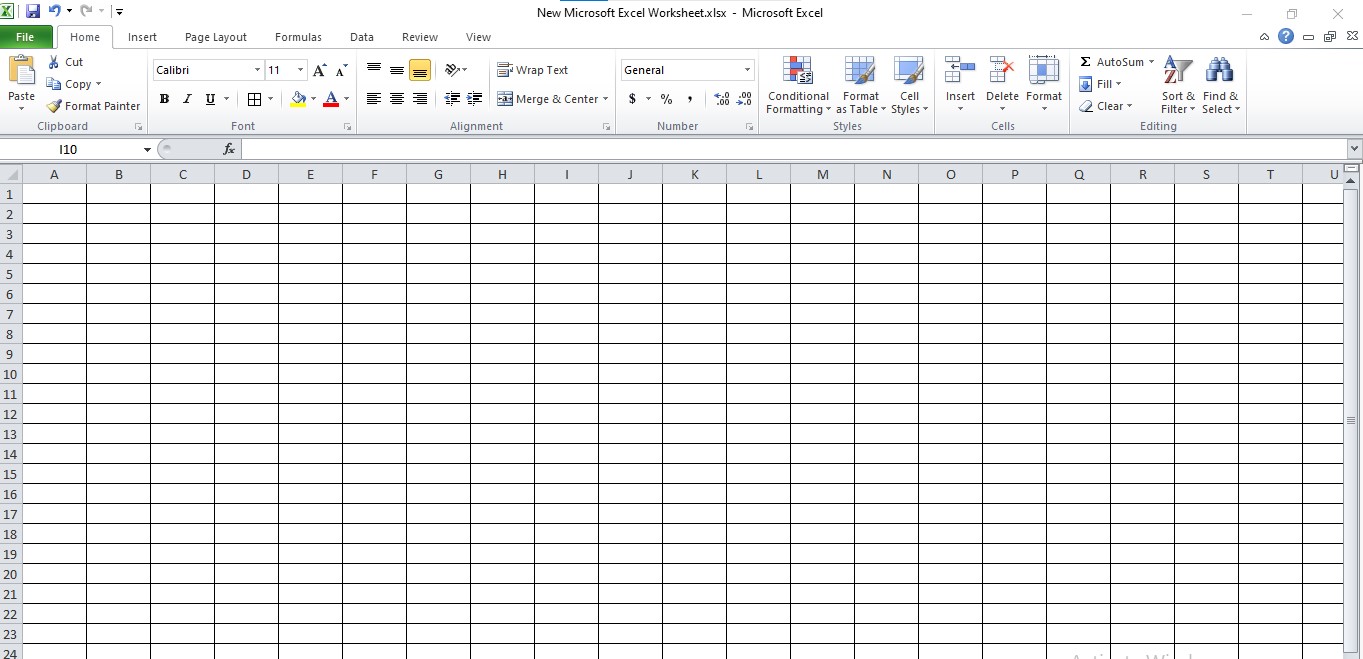 New Microsoft Excel Worksheet.xlsx - Microsoft Excel
File Home Insert Page Layout Formulas Data Review View
Cut
Copy
Format Painter
Paste
Clipboard
Calibri 11
B I U
Font
Wrap Text
Merge & Center
Alignment
General
$ % ,
Number
Conditional Formatting
Format as Table
Cell Styles
Styles
Insert Delete Format
Cells
AutoSum
Fill
Clear
Sort & Filter
Find & Select
Editing
I10 fx
A B C D E F G H I J K L M N O P Q R S T U
1
2
3
4
5
6
7
8
9
10
11
12
13
14
15
16
17
18
19
20
21
22
23
24